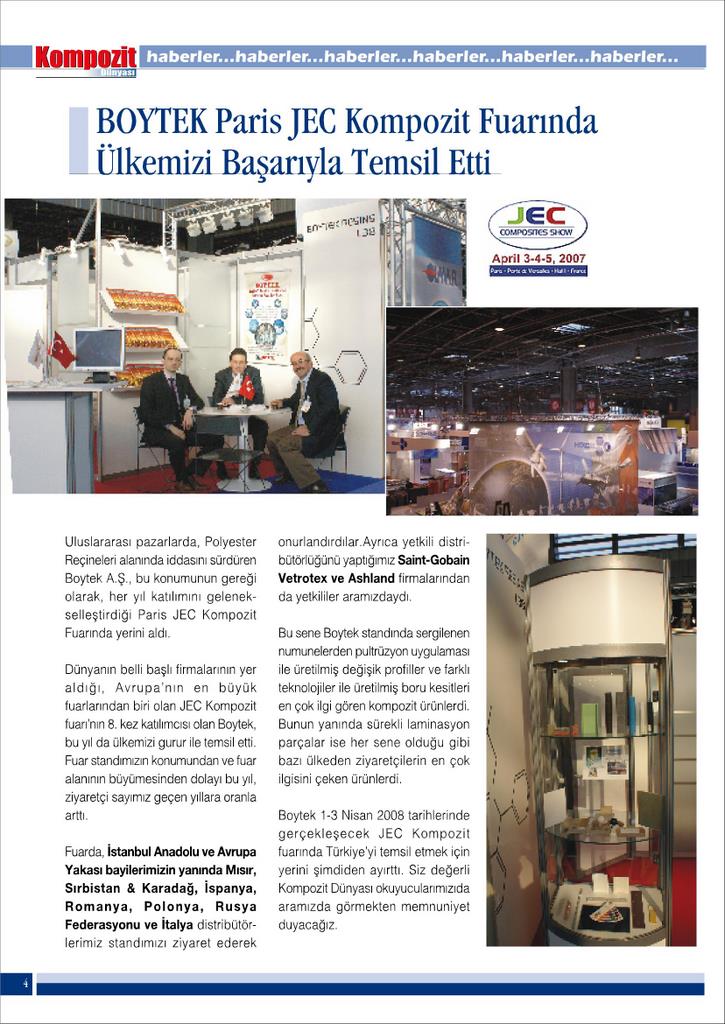 Kompozit
Dünyası
haberler...haberler...haberler...haberler...haberler...haberler...
BOYTEK Paris JEC Kompozit Fuarında
Ülkemizi Başarıyla Temsil Etti
JEC
COMPOSITES SHOW
April 3-4-5, 2007
Paris - Porte de Versailles - Hall 1 - France
L38
BOYTEK
Uluslararası pazarlarda, Polyester
Reçineleri alanında iddasını sürdüren
Boytek A.Ş., bu konumunun gereği
olarak, her yıl katılımını gelenek-
selleştirdiği Paris JEC Kompozit
Fuarında yerini aldı.
Dünyanın belli başlı firmalarının yer
aldığı, Avrupa'nın en büyük
fuarlarından biri olan JEC Kompozit
fuarı'nın 8. kez katılımcısı olan Boytek,
bu yıl da ülkemizi gurur ile temsil etti.
Fuar standımızın konumundan ve fuar
alanının büyümesinden dolayı bu yıl,
ziyaretçi sayımız geçen yıllara oranla
arttı.
Fuarda, İstanbul Anadolu ve Avrupa
Yakası bayilerimizin yanında Mısır,
Sırbistan & Karadağ, İspanya,
Romanya, Polonya, Rusya
Federasyonu ve İtalya distribütör-
lerimiz standımızı ziyaret ederek
onurlandırdılar.Ayrıca yetkili distri-
bütörlüğünü yaptığımız Saint-Gobain
Vetrotex ve Ashland firmalarından
da yetkililer aramızdaydı.
Bu sene Boytek standında sergilenen
numunelerden pultrüzyon uygulaması
ile üretilmiş değişik profiller ve farklı
teknolojiler ile üretilmiş boru kesitleri
en çok ilgi gören kompozit ürünlerdi.
Bunun yanında sürekli laminasyon
parçalar ise her sene olduğu gibi
bazı ülkeden ziyaretçilerin en çok
ilgisini çeken ürünlerdi.
Boytek 1-3 Nisan 2008 tarihlerinde
gerçekleşecek JEC Kompozit
fuarında Türkiye'yi temsil etmek için
yerini şimdiden ayırttı. Siz değerli
Kompozit Dünyası okuyucularımızıda
aramızda görmekten memnuniyet
duyacağız.
4